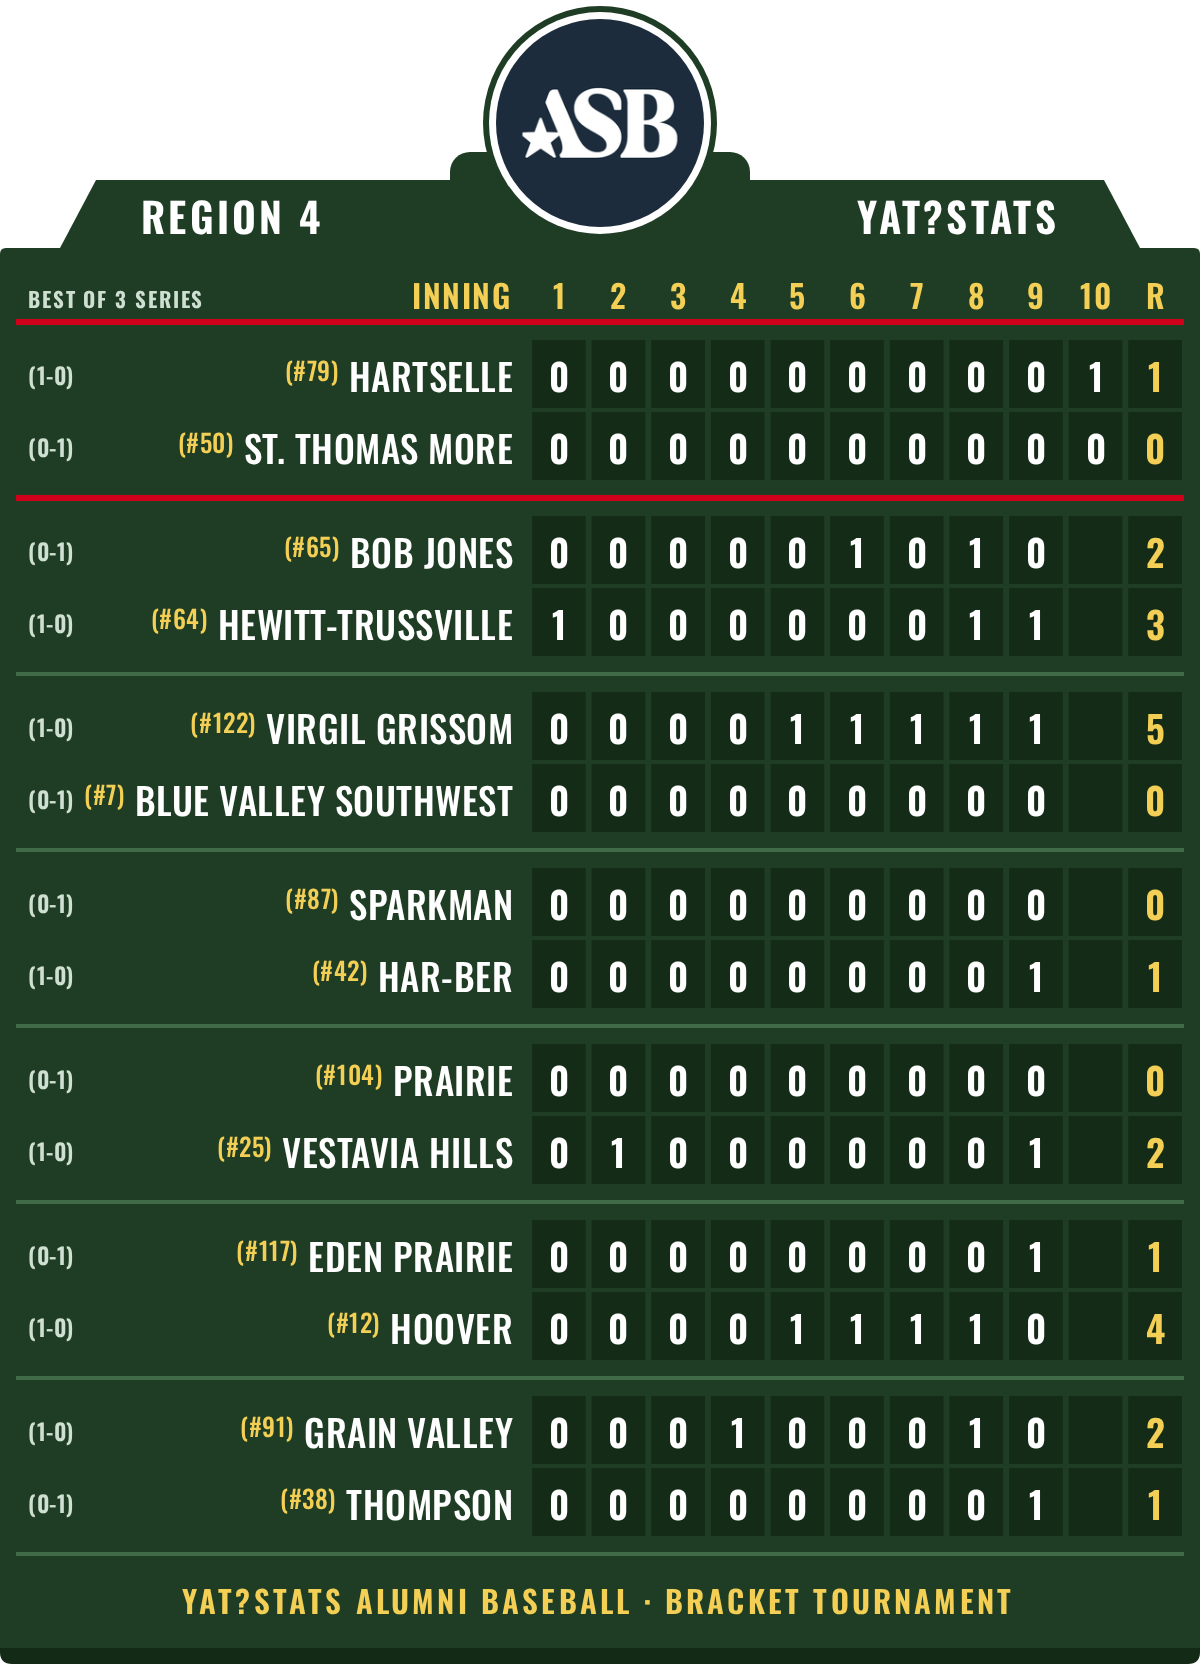 ASB
REGION 4 YAT?STATS
BEST OF 3 SERIES INNING 1 2 3 4 5 6 7 8 9 10 R
(1-0) (#79) HARTSELLE 0 0 0 0 0 0 0 0 0 1 1
(0-1) (#50) ST. THOMAS MORE 0 0 0 0 0 0 0 0 0 0 0
(0-1) (#65) BOB JONES 0 0 0 0 0 1 0 1 0 2
(1-0) (#64) HEWITT-TRUSSVILLE 1 0 0 0 0 0 0 1 1 3
(1-0) (#122) VIRGIL GRISSOM 0 0 0 0 1 1 1 1 1 5
(0-1) (#7) BLUE VALLEY SOUTHWEST 0 0 0 0 0 0 0 0 0 0
(0-1) (#87) SPARKMAN 0 0 0 0 0 0 0 0 0 0
(1-0) (#42) HAR-BER 0 0 0 0 0 0 0 0 1 1
(0-1) (#104) PRAIRIE 0 0 0 0 0 0 0 0 0 0
(1-0) (#25) VESTAVIA HILLS 0 1 0 0 0 0 0 0 1 2
(0-1) (#117) EDEN PRAIRIE 0 0 0 0 0 0 0 0 1 1
(1-0) (#12) HOOVER 0 0 0 0 1 1 1 1 0 4
(1-0) (#91) GRAIN VALLEY 0 0 0 1 0 0 0 1 0 2
(0-1) (#38) THOMPSON 0 0 0 0 0 0 0 0 1 1
YAT?STATS ALUMNI BASEBALL · BRACKET TOURNAMENT